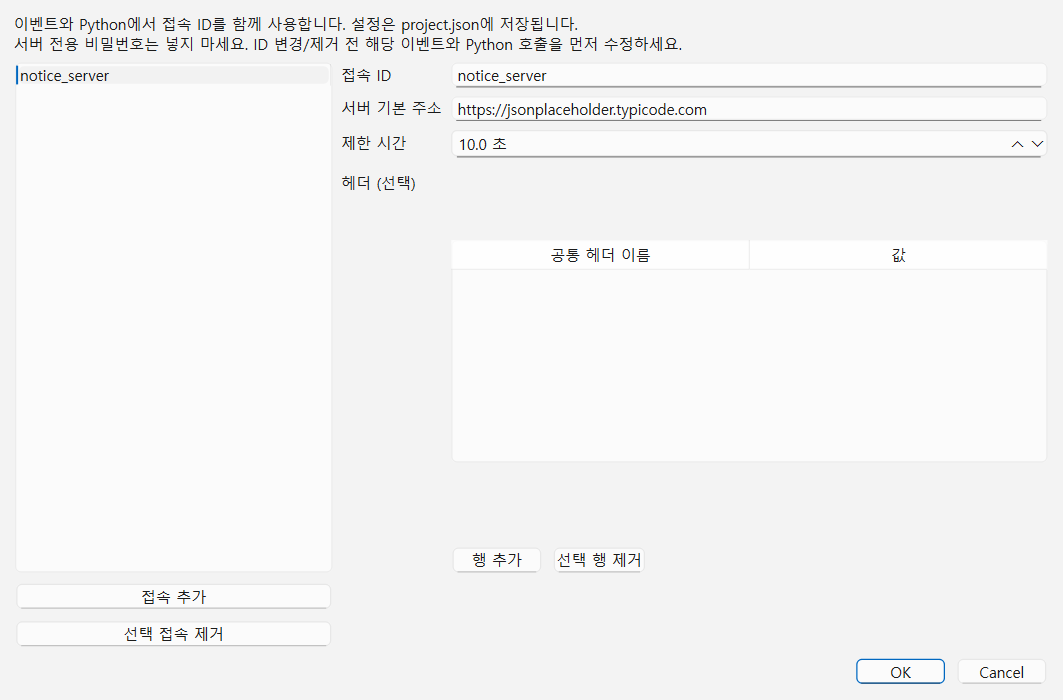 이벤트와 Python에서 접속 ID를 함께 사용합니다. 설정은 project.json에 저장됩니다.
서버 전용 비밀번호는 넣지 마세요. ID 변경/제거 전 해당 이벤트와 Python 호출을 먼저 수정하세요.
notice_server
접속 ID
notice_server
서버 기본 주소
https://jsonplaceholder.typicode.com
제한 시간
10.0 초
헤더 (선택)
공통 헤더 이름
값
행 추가
선택 행 제거
접속 추가
선택 접속 제거
OK
Cancel